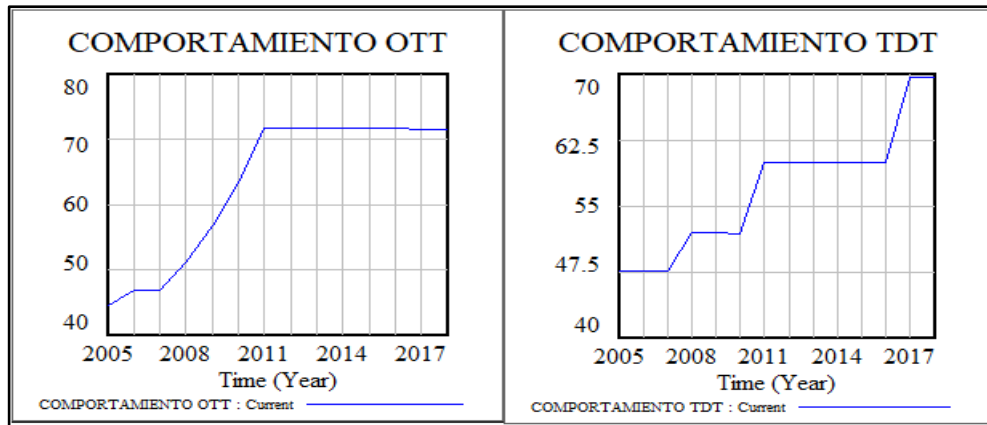 COMPORTAMIENTO OTT
80
70
60
50
40
2005 2008 2011 2014 2017
Time (Year)
COMPORTAMIENTO OTT : Current
COMPORTAMIENTO TDT
70
62.5
55
47.5
40
2005 2008 2011 2014 2017
Time (Year)
COMPORTAMIENTO TDT : Current